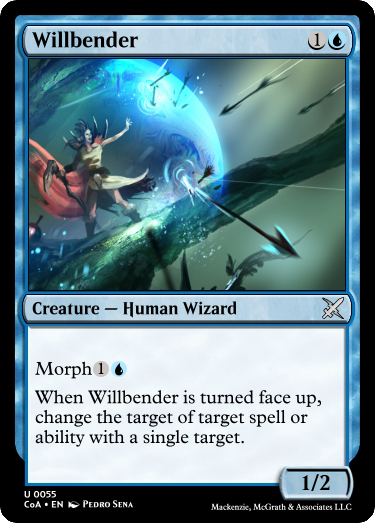 Willbender 1
Creature — Human Wizard
Morph 1
When Willbender is turned face up,
change the target of target spell or
ability with a single target.
1/2
U 0055
CoA • EN Pedro Sena
Mackenzie, McGrath & Associates LLC